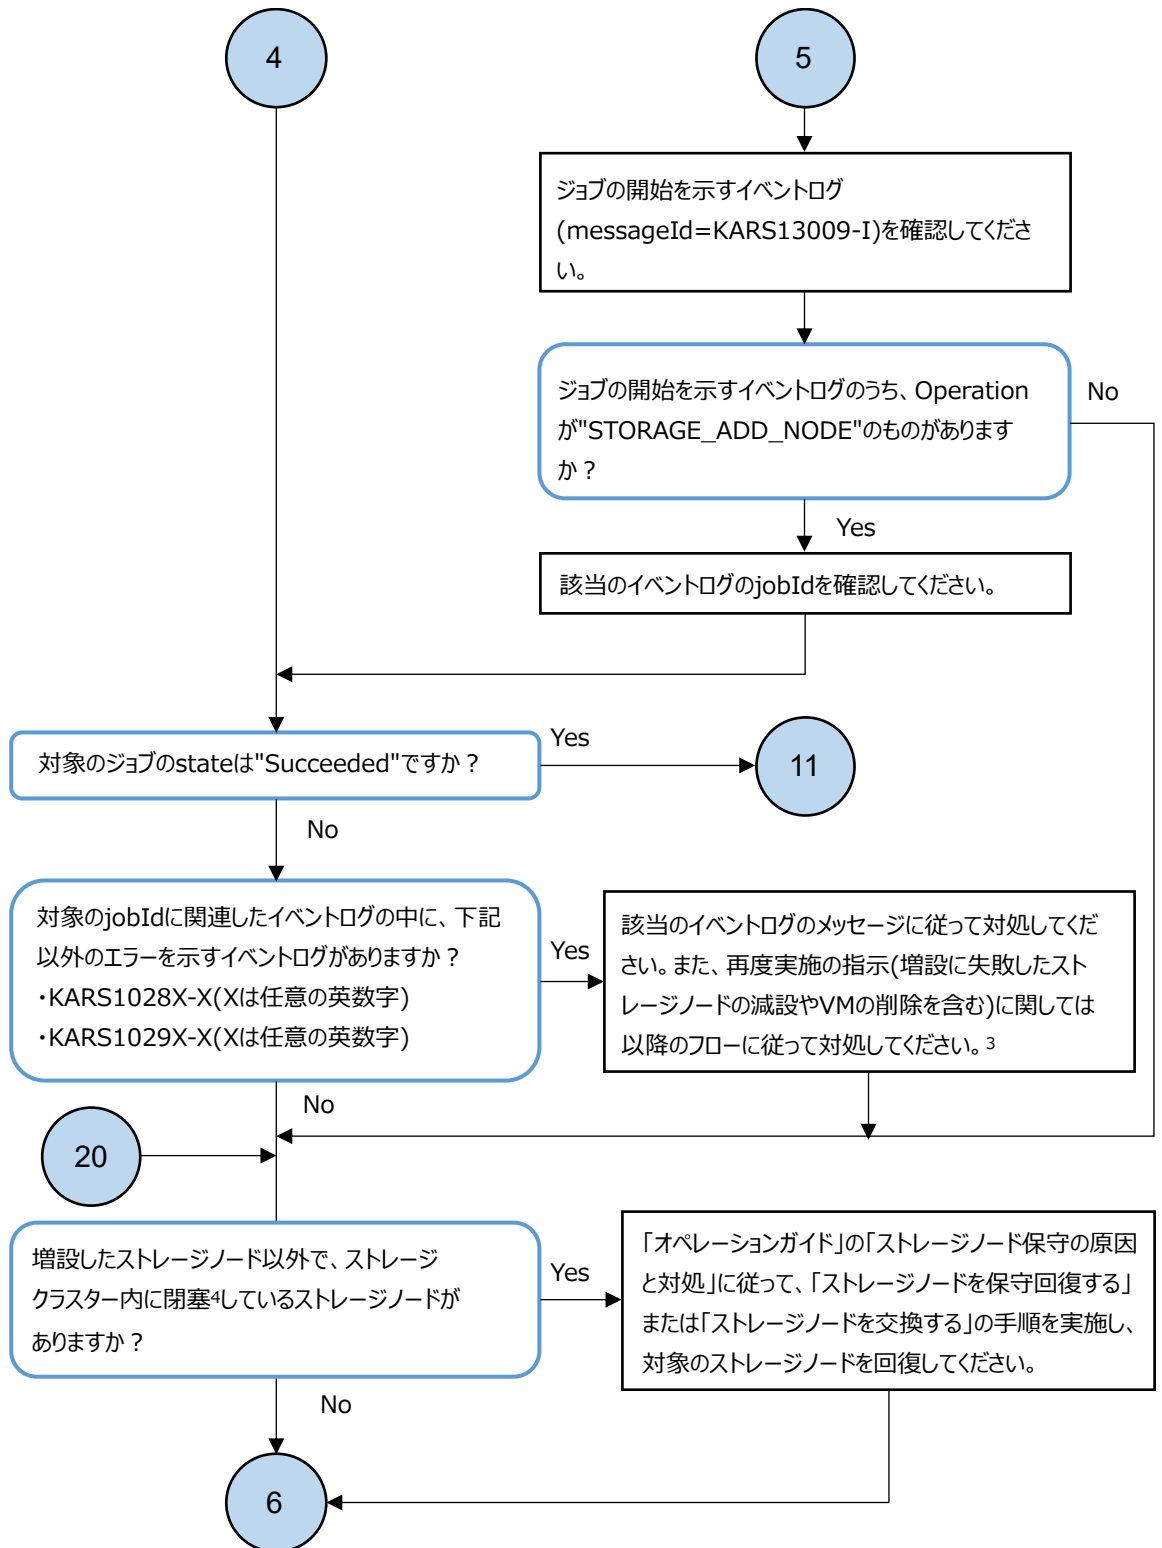 4
5
ジョブの開始を示すイベントログ
(messageId=KARS13009-I)を確認してくださ
い。
ジョブの開始を示すイベントログのうち、Operation
が"STORAGE_ADD_NODE"のものがあります
か？
No
Yes
該当のイベントログのjobIdを確認してください。
対象のジョブのstateは"Succeeded"ですか？
Yes
11
No
対象のjobIdに関連したイベントログの中に、下記
以外のエラーを示すイベントログがありますか？
・KARS1028X-X(Xは任意の英数字)
・KARS1029X-X(Xは任意の英数字)
Yes
該当のイベントログのメッセージに従って対処してくだ
さい。また、再度実施の指示(増設に失敗したスト
レージノードの減設やVMの削除を含む)に関しては
以降のフローに従って対処してください。3
No
20
増設したストレージノード以外で、ストレージ
クラスター内に閉塞4しているストレージノードが
ありますか？
Yes
「オペレーションガイド」の「ストレージノード保守の原因
と対処」に従って、「ストレージノードを保守回復する」
または「ストレージノードを交換する」の手順を実施し、
対象のストレージノードを回復してください。
No
6